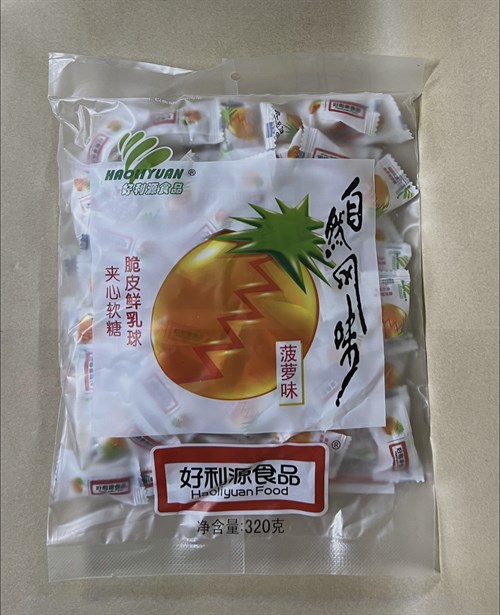 HAOLIYUAN ®
好利源食品
自然风味!
脆皮鲜乳球
夹心软糖
菠萝味
好利源食品 ®
Haoliyuan Food
净含量:320克